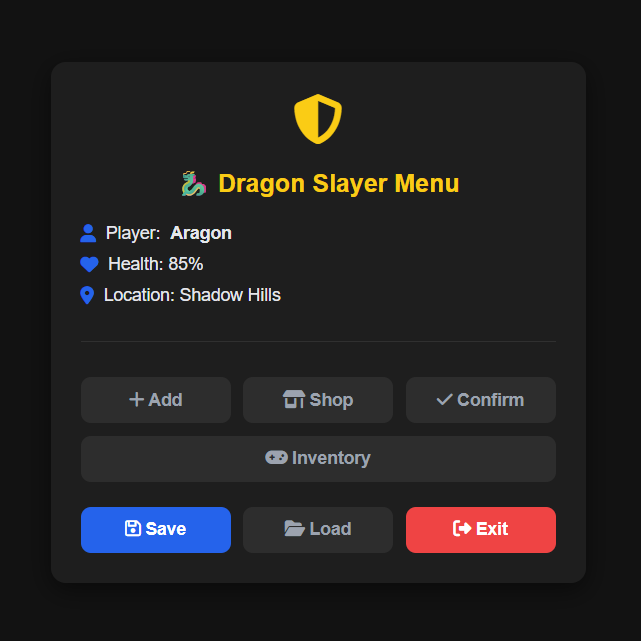 🐉 Dragon Slayer Menu
Player: Aragon
Health: 85%
Location: Shadow Hills
Add Shop Confirm
Inventory
Save Load Exit